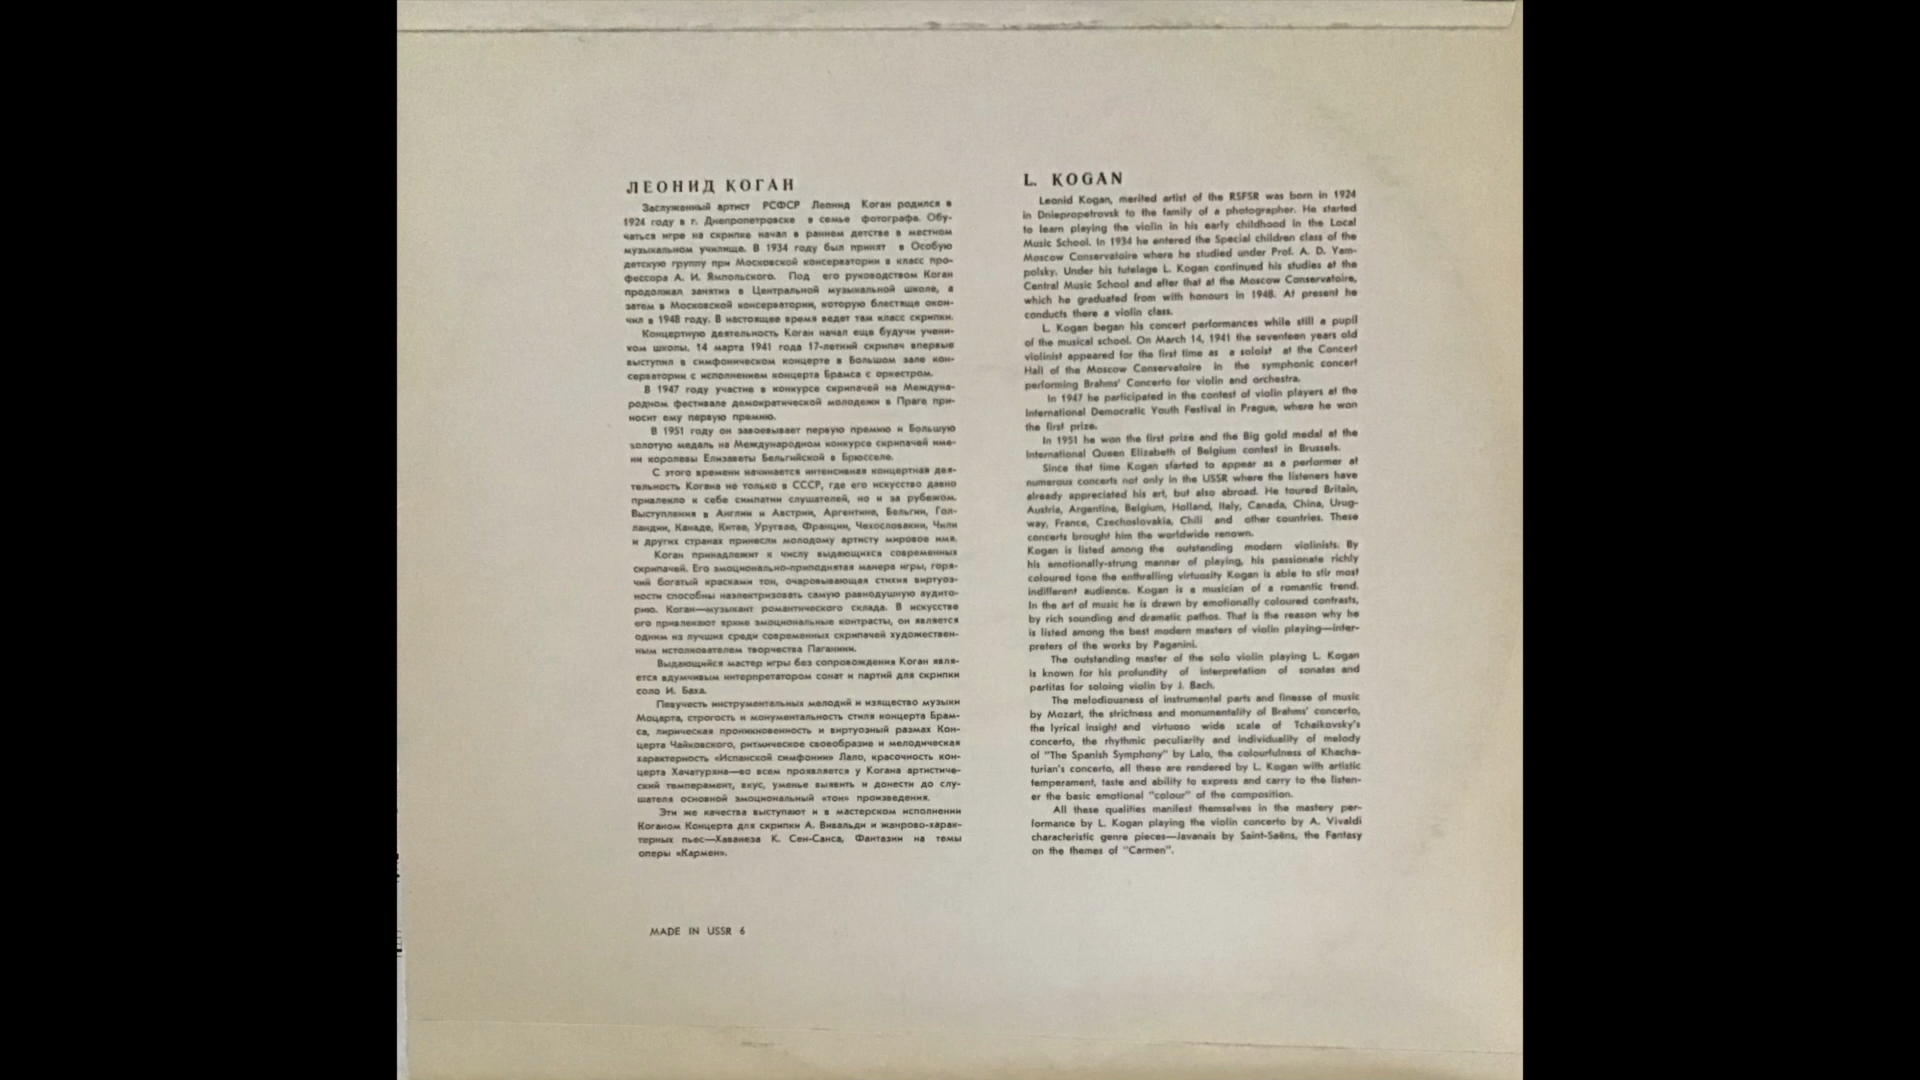 ЛЕОНИД КОГАН
Заслуженный артист РСФСР Леонид Коган родился в
1924 году в г. Днепропетровске в семье фотографа. Обу-
чаться игре на скрипке начал в раннем детстве в местном
музыкальном училище. В 1934 году был принят в Особую
детскую группу при Московской консерватории в класс про-
фессора А. И. Ямпольского. Под его руководством Коган
продолжал занятия в Центральной музыкальной школе, а
затем в Московской консерватории, которую блестяще окон-
чил в 1948 году. В настоящее время ведет там класс скрипки.
Концертную деятельность Коган начал еще будучи учени-
ком школы. 14 марта 1941 года 17-летний скрипач впервые
выступил в симфоническом концерте в Большом зале кон-
серватории с исполнением концерта Брамса с оркестром.
В 1947 году участие в конкурсе скрипачей на Междуна-
родном фестивале демократической молодежи в Праге при-
носит ему первую премию.
В 1951 году он завоевывает первую премию и Большую
золотую медаль на Международном конкурсе скрипачей име-
ни королевы Елизаветы Бельгийской в Брюсселе.
С этого времени начинается интенсивная концертная дея-
тельность Когана не только в СССР, где его искусство давно
привлекло к себе симпатии слушателей, но и за рубежом.
Выступления в Англии и Австрии, Аргентине, Бельгии, Гол-
ландии, Канаде, Китае, Уругвае, Франции, Чехословакии, Чили
и других странах принесли молодому артисту мировое имя.
Коган принадлежит к числу выдающихся современных
скрипачей. Его эмоционально-приподнятая манера игры, горя-
чий богатый красками тон, очаровывающая стихия виртуоз-
ности способны наэлектризовать самую равнодушную аудито-
рию. Коган—музыкант романтического склада. В искусстве
его привлекают яркие эмоциональные контрасты, он является
одним из лучших среди современных скрипачей художествен-
ным истолкователем творчества Паганини.
Выдающийся мастер игры без сопровождения Коган явля-
ется вдумчивым интерпретатором сонат и партий для скрипки
соло И. Баха.
Певучесть инструментальных мелодий и изящество музыки
Моцарта, строгость и монументальность стиля концерта Брам-
са, лирическая проникновенность и виртуозный размах Кон-
церта Чайковского, ритмическое своеобразие и мелодическая
характерность «Испанской симфонии» Лало, красочность кон-
церта Хачатуряна—во всем проявляется у Когана артистиче-
ский темперамент, вкус, уменье выявить и донести до слу-
шателя основной эмоциональный «тон» произведения.
Эти же качества выступают и в мастерском исполнении
Коганом Концерта для скрипки А. Вивальди и жанрово-харак-
терных пьес—Хаванеза К. Сен-Санса, Фантазии на темы
оперы «Кармен».
MADE IN USSR 6
L. KOGAN
Leonid Kogan, merited artist of the RSFSR was born in 1924
in Dniepropetrovsk to the family of a photographer. He started
to learn playing the violin in his early childhood in the Local
Music School. In 1934 he entered the Special children class of the
Moscow Conservatoire where he studied under Prof. A. D. Yam-
polsky. Under his tutelage L. Kogan continued his studies at the
Central Music School and after that at the Moscow Conservatoire,
which he graduated from with honours in 1948. At present he
conducts there a violin class.
L. Kogan began his concert performances while still a pupil
of the musical school. On March 14, 1941 the seventeen years old
violinist appeared for the first time as a soloist at the Concert
Hall of the Moscow Conservatoire in the symphonic concert
performing Brahms' Concerto for violin and orchestra.
In 1947 he participated in the contest of violin players at the
International Democratic Youth Festival in Prague, where he won
the first prize.
In 1951 he won the first prize and the Big gold medal at the
International Queen Elizabeth of Belgium contest in Brussels.
Since that time Kogan started to appear as a performer at
numerous concerts not only in the USSR where the listeners have
already appreciated his art, but also abroad. He toured Britain,
Austria, Argentine, Belgium, Holland, Italy, Canada, China, Urug-
way, France, Czechoslovakia, Chili and other countries. These
concerts brought him the worldwide renown.
Kogan is listed among the outstanding modern violinists. By
his emotionally-strung manner of playing, his passionate richly
coloured tone the enthralling virtuosity Kogan is able to stir most
indifferent audience. Kogan is a musician of a romantic trend.
In the art of music he is drawn by emotionally coloured contrasts,
by rich sounding and dramatic pathos. That is the reason why he
is listed among the best modern masters of violin playing—inter-
preters of the works by Paganini.
The outstanding master of the solo violin playing L. Kogan
is known for his profundity of interpretation of sonatas and
partitas for soloing violin by J. Bach.
The melodiousness of instrumental parts and finesse of music
by Mozart, the strictness and monumentality of Brahms' concerto,
the lyrical insight and virtuoso wide scale of Tchaikovsky's
concerto, the rhythmic peculiarity and individuality of melody
of "The Spanish Symphony" by Lalo, the colourfulness of Khacha-
turian's concerto, all these are rendered by L. Kogan with artistic
temperament, taste and ability to express and carry to the listen-
er the basic emotional "colour" of the composition.
All these qualities manifest themselves in the mastery per-
formance by L. Kogan playing the violin concerto by A. Vivaldi
characteristic genre pieces—Javanais by Saint-Saëns, the Fantasy
on the themes of "Carmen".